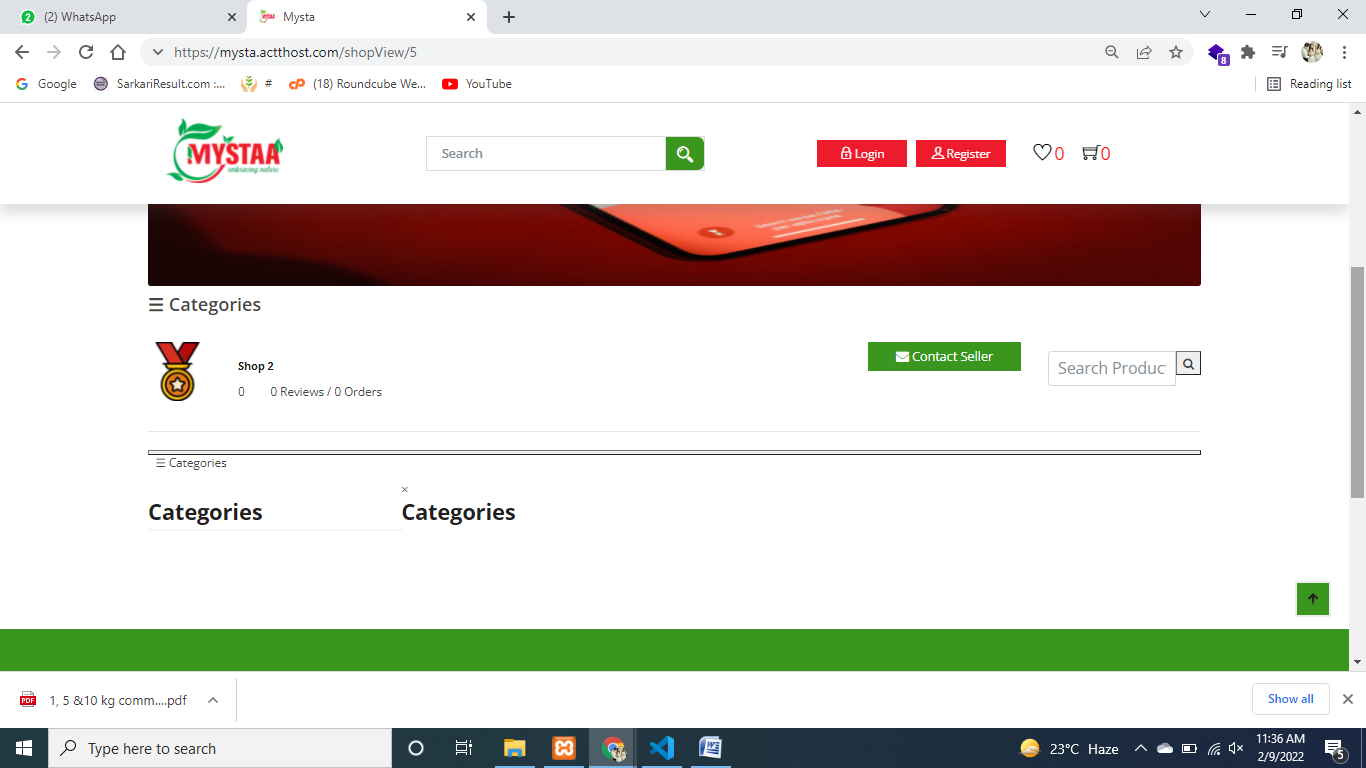 2 (2) WhatsApp
Mysta
https://mysta.actthost.com/shopView/5
8
Google
SarkariResult.com :...
#
(18) Roundcube We...
YouTube
Reading list
MYSTAA
embracing nature
Search
Login
Register
0
0
☰ Categories
Shop 2
0 0 Reviews / 0 Orders
Contact Seller
Search Produc
☰ Categories
×
Categories
Categories
PDF 1, 5 &10 kg comm....pdf
Show all
Type here to search
23°C Haze
11:36 AM
2/9/2022
5